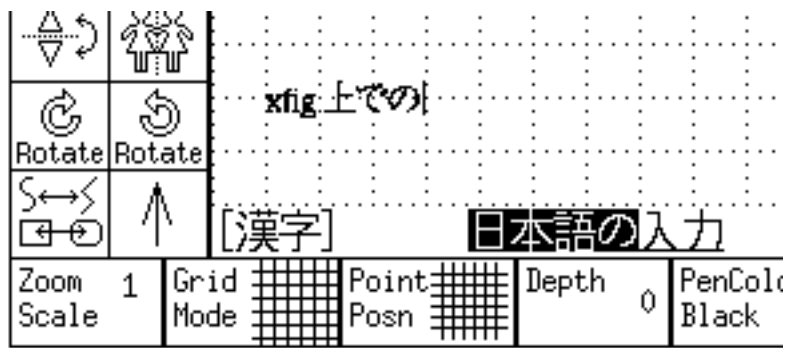 xfig 上での
Rotate Rotate
[漢字] 日本語の入力
Zoom 1 Grid Point Depth 0 PenColo
Scale Mode Posn Black